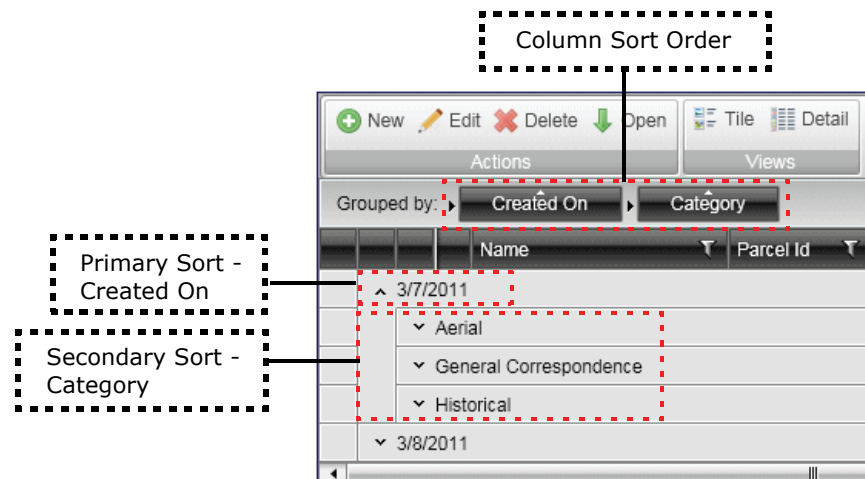 Column Sort Order
New Edit Delete Open Tile Detail
Actions Views
Grouped by: Created On Category
Name Parcel Id
Primary Sort -
Created On
3/7/2011
Aerial
Secondary Sort -
Category
General Correspondence
Historical
3/8/2011